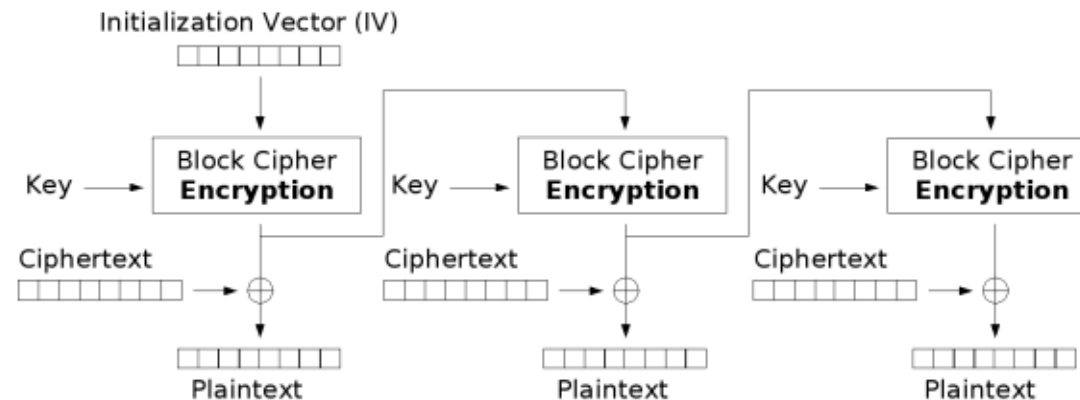 Initialization Vector (IV)
Block Cipher
Encryption
Block Cipher
Encryption
Block Cipher
Encryption
Key
Key
Key
Ciphertext
Ciphertext
Ciphertext
Plaintext
Plaintext
Plaintext